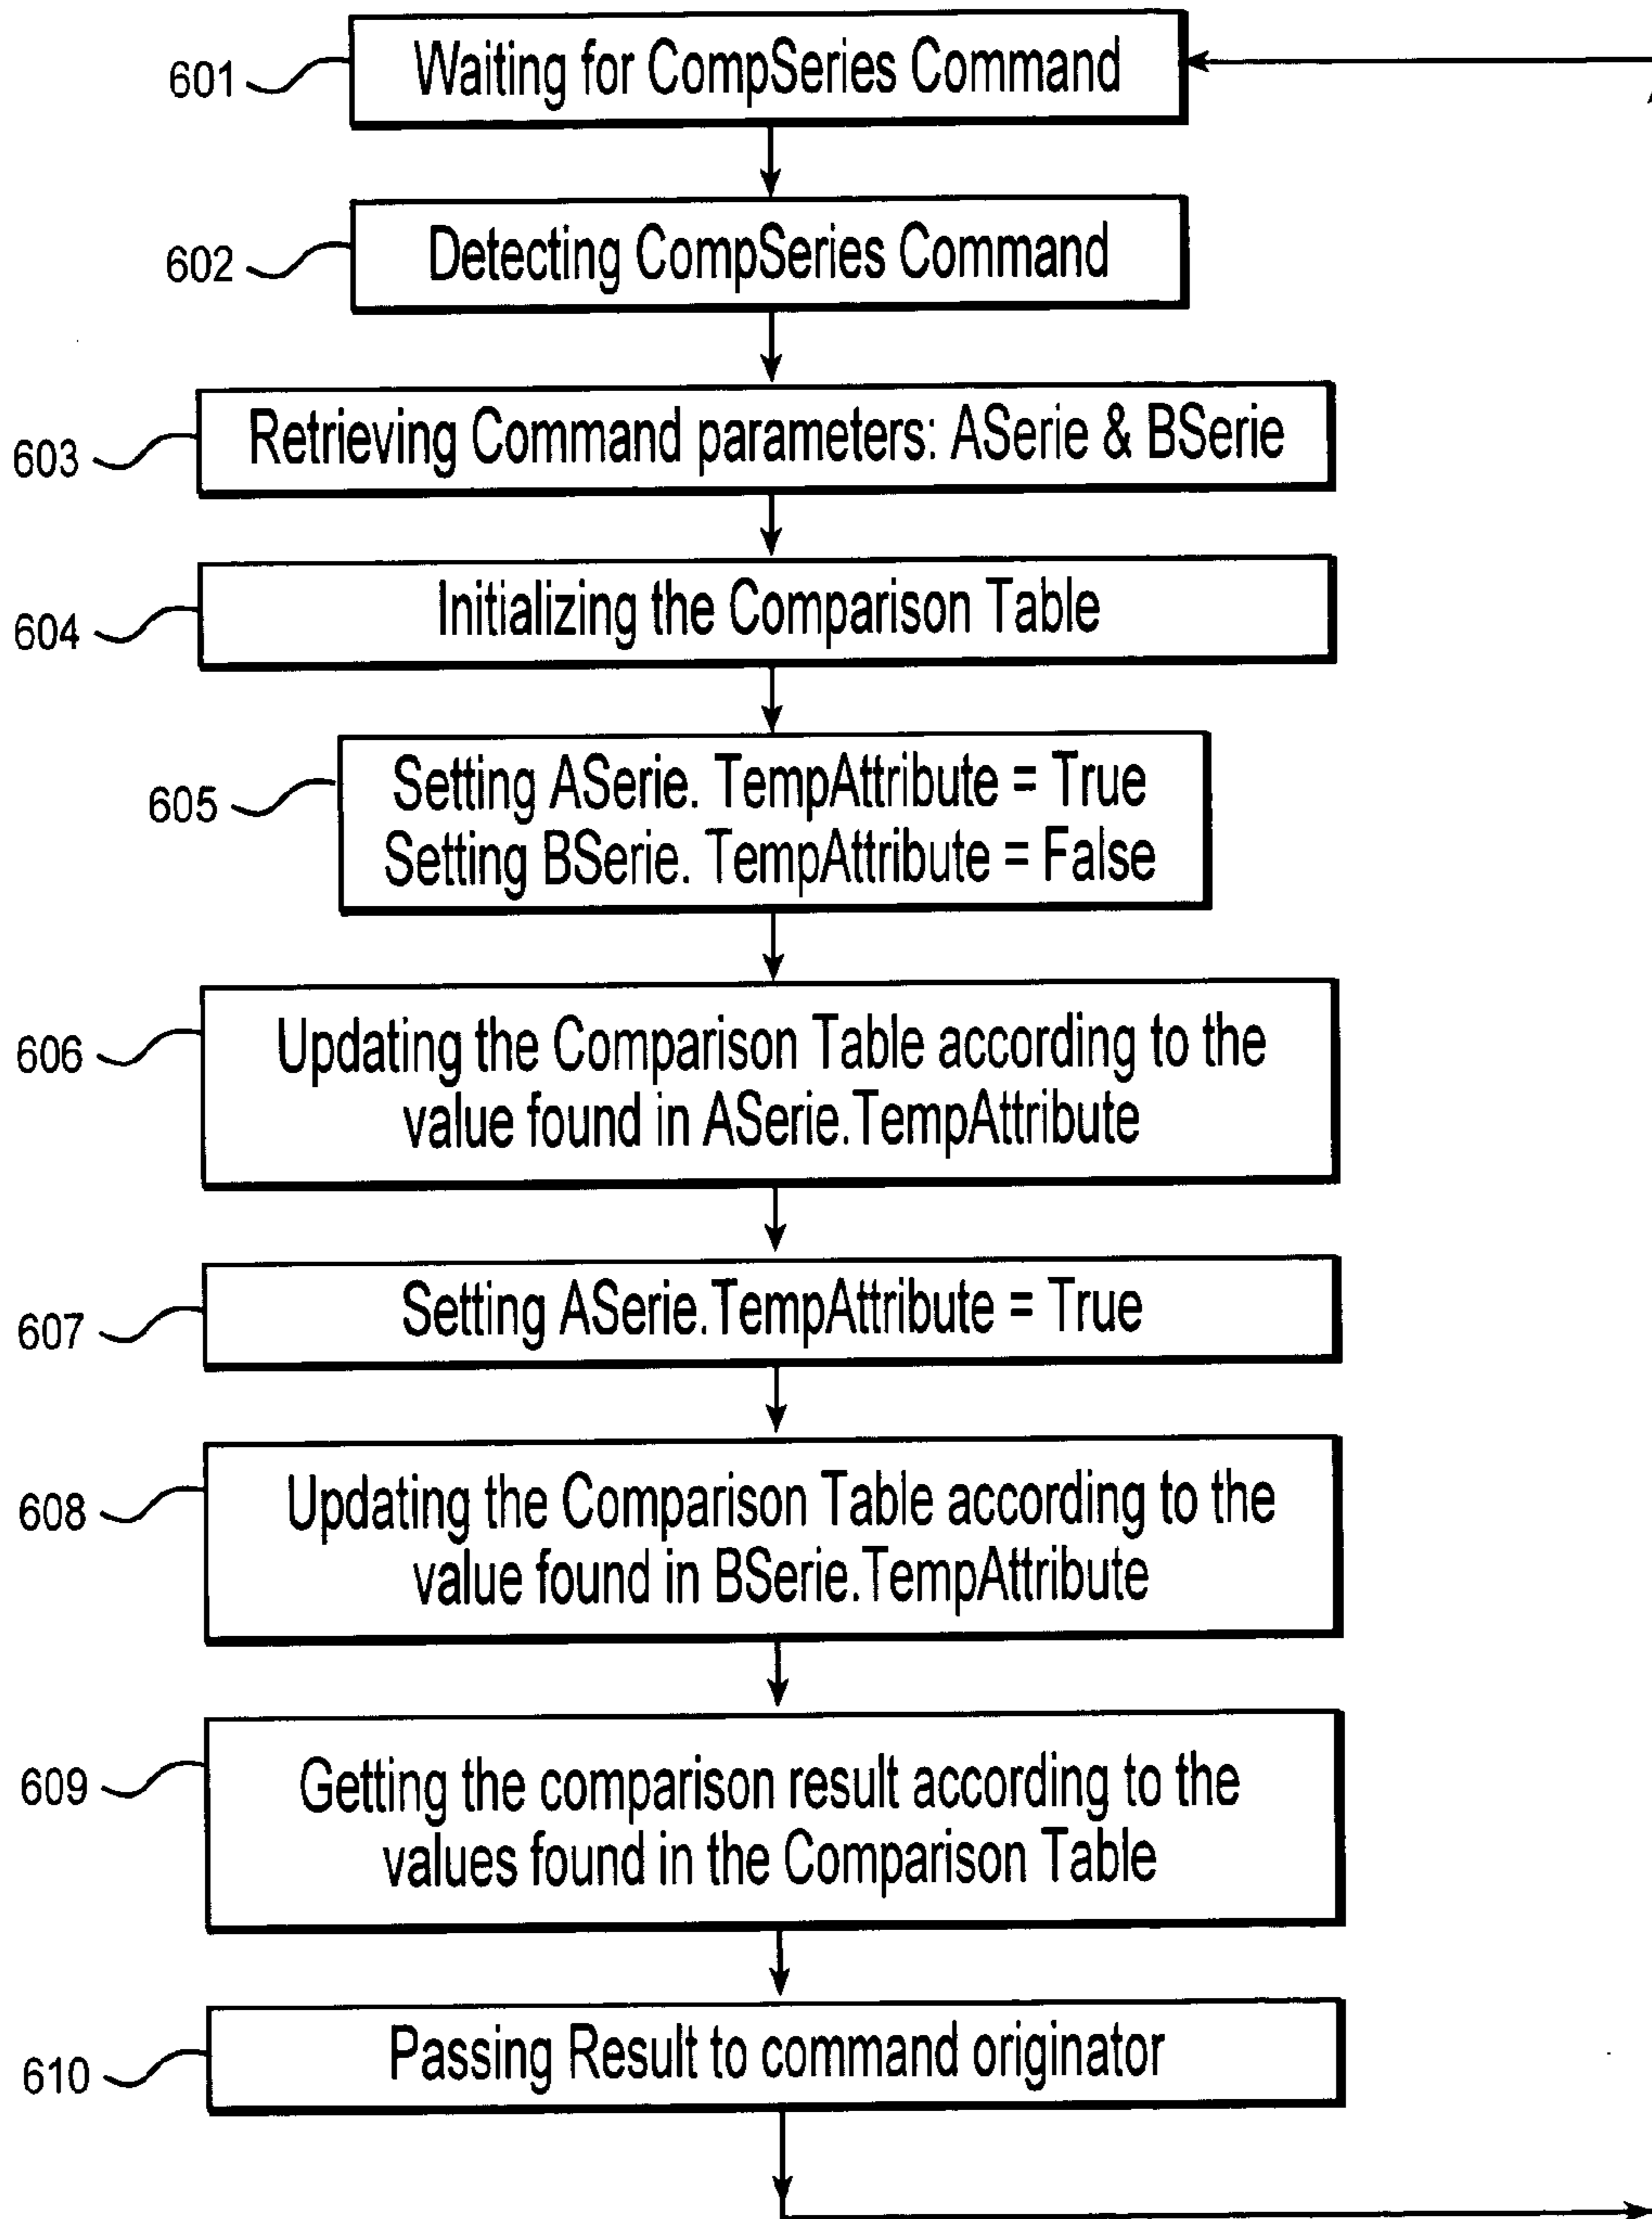 601
Waiting for CompSeries Command
602
Detecting CompSeries Command
603
Retrieving Command parameters: ASerie & BSerie
604
Initializing the Comparison Table
605
Setting ASerie. TempAttribute = True
Setting BSerie. TempAttribute = False
606
Updating the Comparison Table according to the
value found in ASerie.TempAttribute
607
Setting ASerie.TempAttribute = True
608
Updating the Comparison Table according to the
value found in BSerie.TempAttribute
609
Getting the comparison result according to the
values found in the Comparison Table
610
Passing Result to command originator